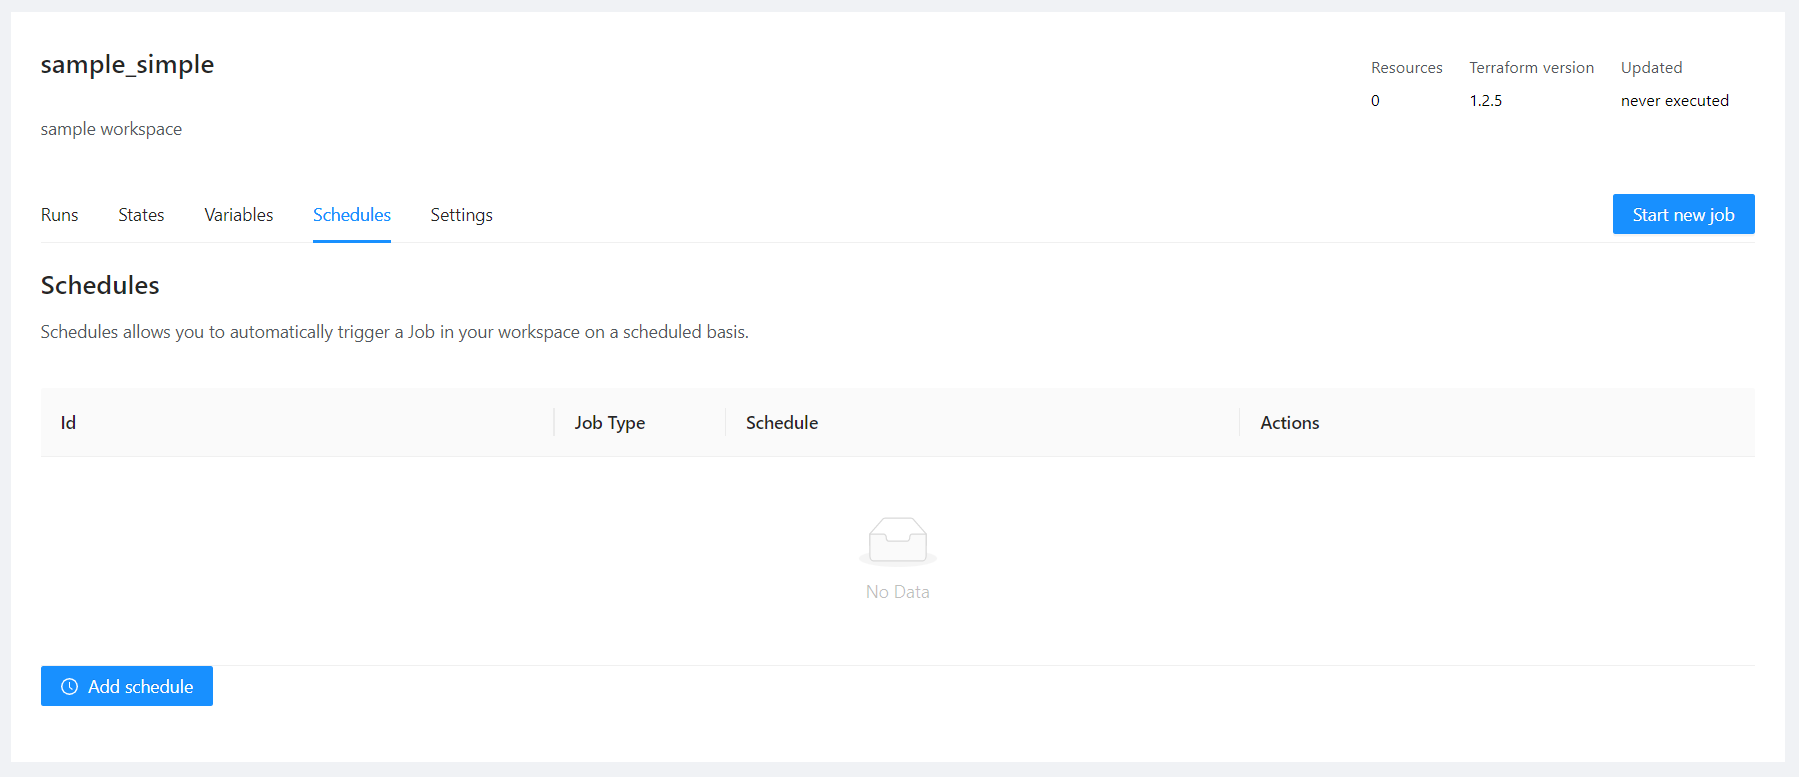 sample_simple
Resources Terraform version Updated
0 1.2.5 never executed
sample workspace
Runs States Variables Schedules Settings Start new job
Schedules
Schedules allows you to automatically trigger a Job in your workspace on a scheduled basis.
Id Job Type Schedule Actions
No Data
Add schedule